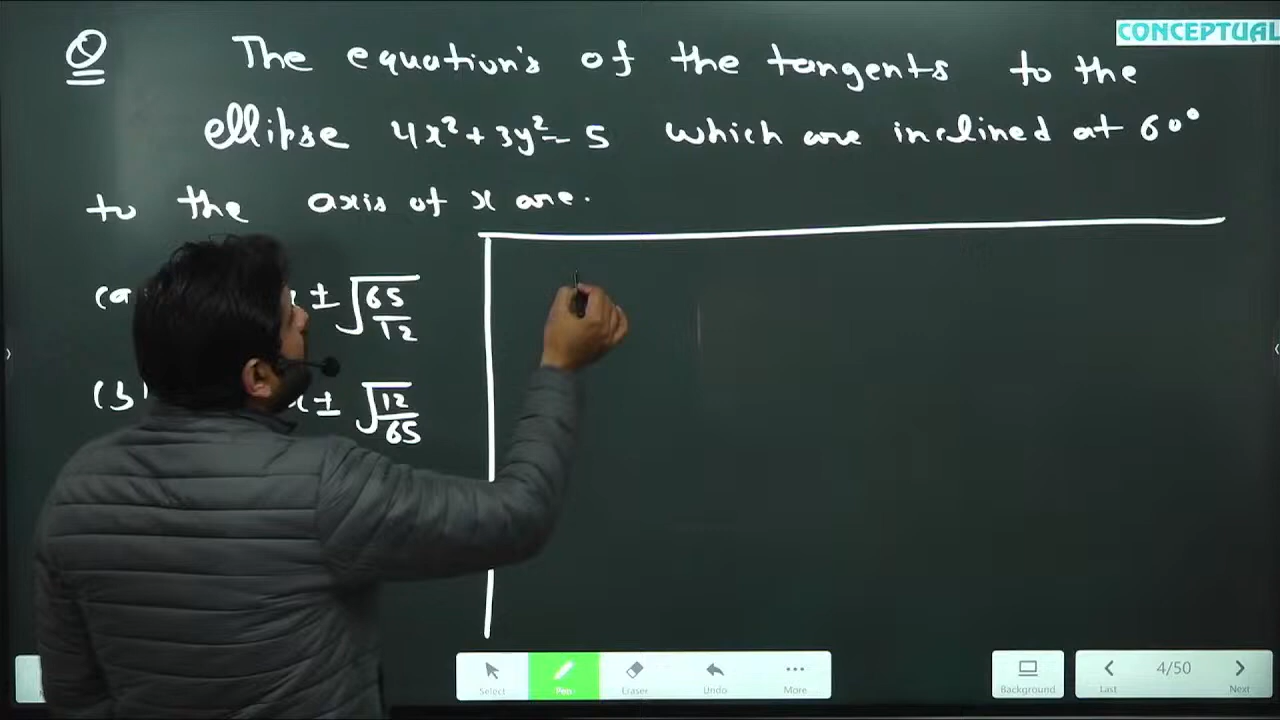 CONCEPTUAL
Q The equation's of the tangents to the
ellipse 4x²+3y²=5 which are inclined at 60°
to the axis of x are.
(a x ± √65/12
(b x ± √12/65
Select Pen Eraser Undo More Background Last 4/50 Next